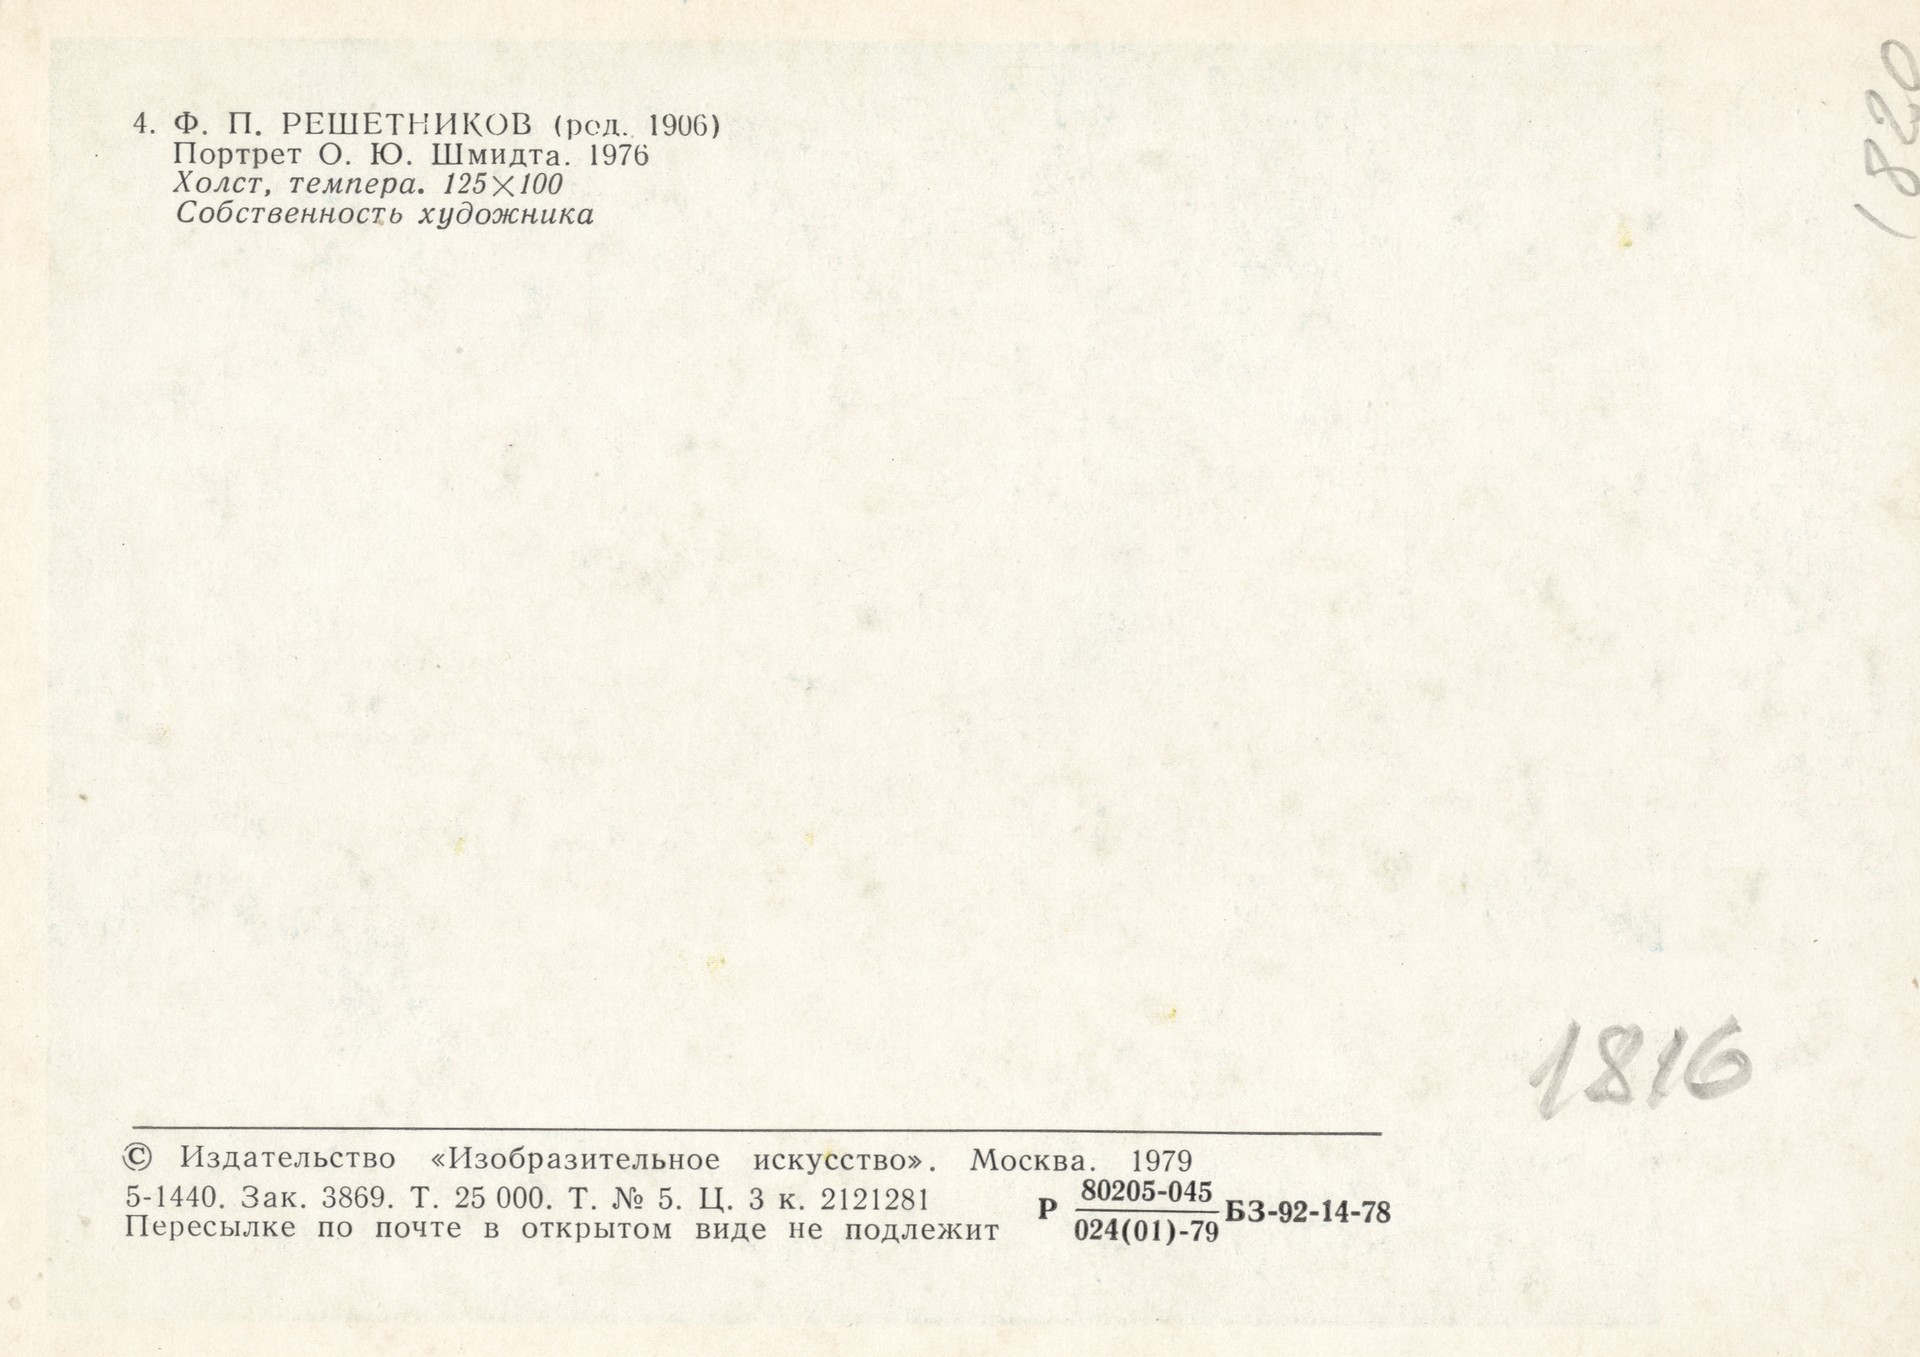 4. Ф. П. РЕШЕТНИКОВ (род. 1906)
Портрет О. Ю. Шмидта. 1976
Холст, темпера. 125×100
Собственность художника
1820
1816
© Издательство «Изобразительное искусство». Москва. 1979
5-1440. Зак. 3869. Т. 25 000. Т. № 5. Ц. 3 к. 2121281
Пересылке по почте в открытом виде не подлежит
Р 80205-045 БЗ-92-14-78
024(01)-79